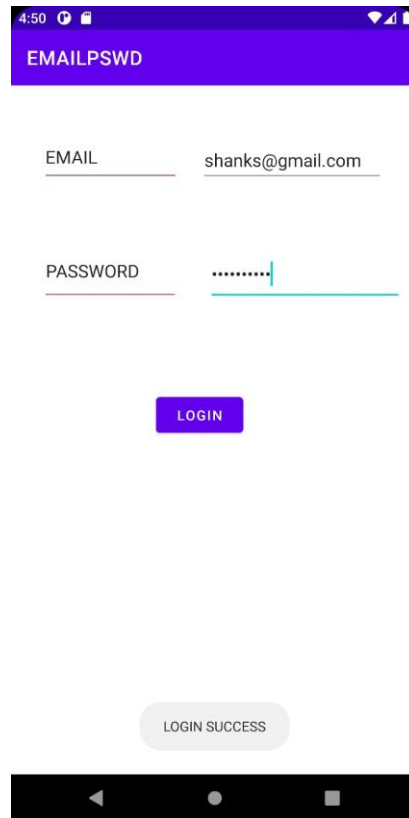 4:50
EMAILPSWD
EMAIL
shanks@gmail.com
PASSWORD
••••••••••
LOGIN
LOGIN SUCCESS